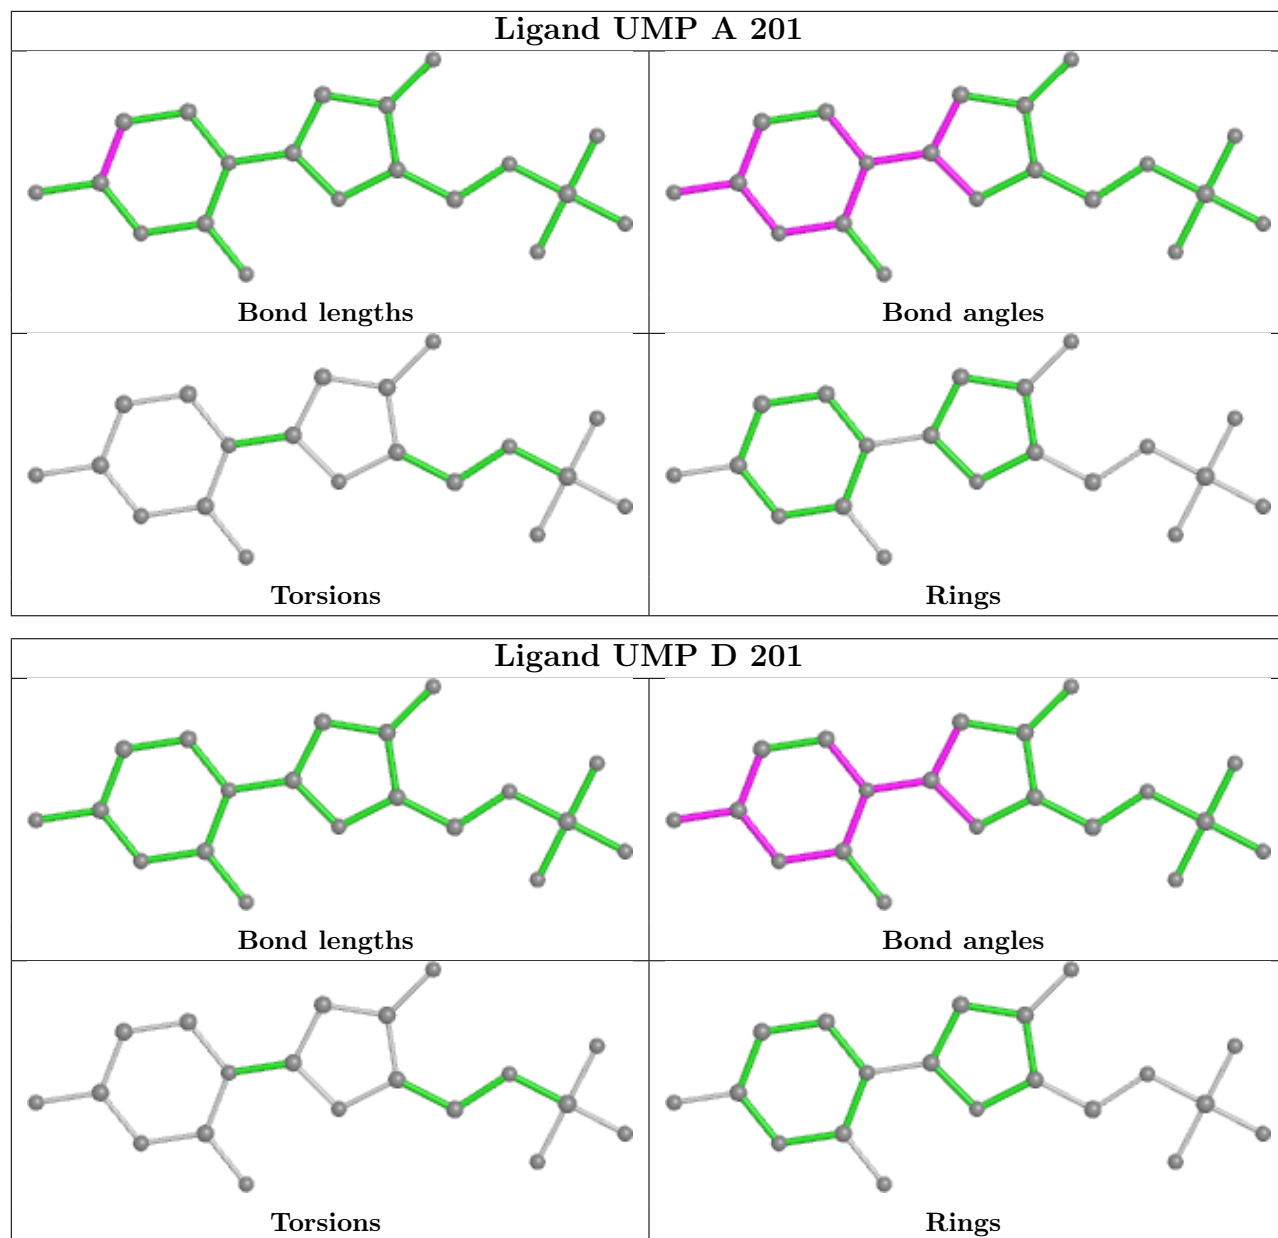 Ligand UMP A 201
Bond lengths
Bond angles
Torsions
Rings
Ligand UMP D 201
Bond lengths
Bond angles
Torsions
Rings